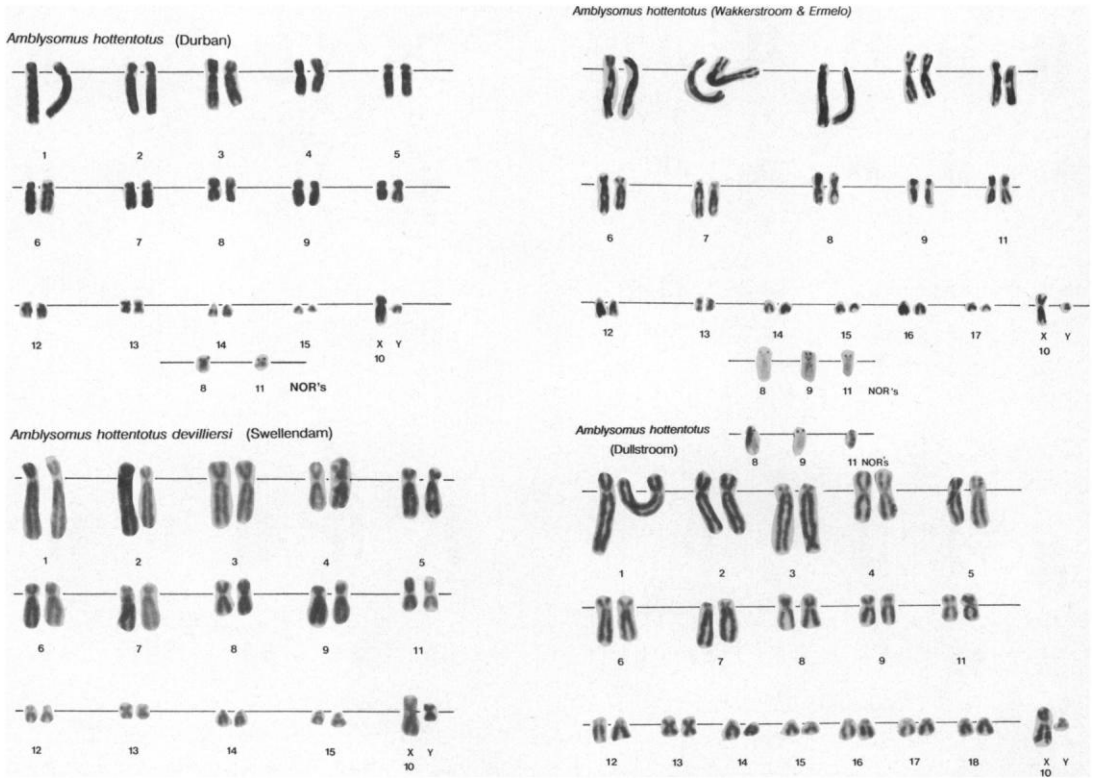 Amblysomus hottentotus (Durban)
1 2 3 4 5
6 7 8 9
12 13 14 15 X Y
10
8 11 NOR's
Amblysomus hottentotus (Wakkerstroom & Ermelo)
6 7 8 9 11
12 13 14 15 16 17 X Y
10
8 9 11 NOR's
Amblysomus hottentotus devilliersi (Swellendam)
1 2 3 4 5
6 7 8 9 11
12 13 14 15 X Y
10
Amblysomus hottentotus
(Dullstroom)
8 9 11 NOR's
1 2 3 4 5
6 7 8 9 11
12 13 14 15 16 17 18 X Y
10